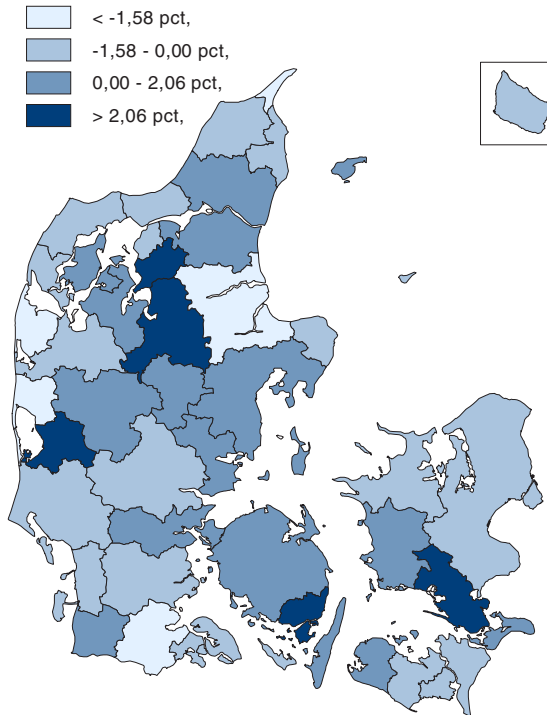 < -1,58 pct,
-1,58 - 0,00 pct,
0,00 - 2,06 pct,
> 2,06 pct,